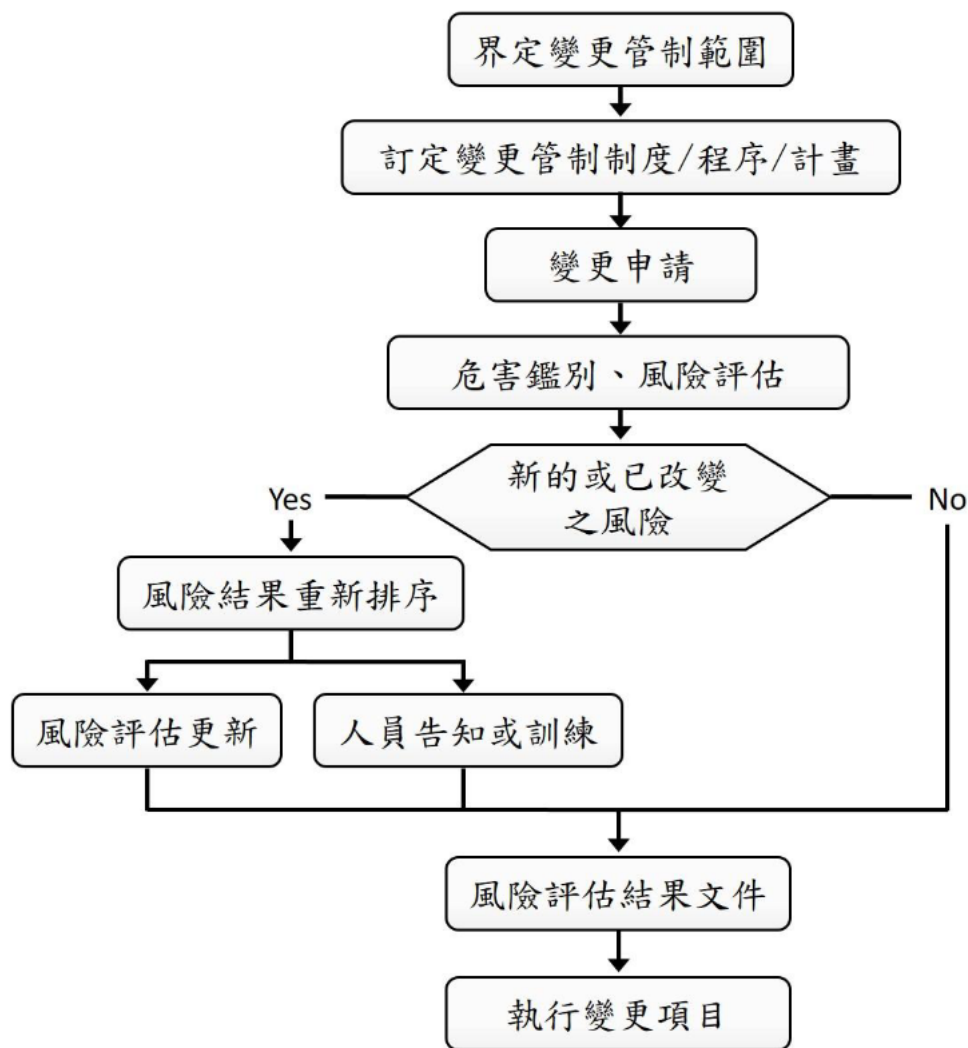 界定變更管制範圍
訂定變更管制制度/程序/計畫
變更申請
危害鑑別、風險評估
新的或已改變
之風險
Yes
No
風險結果重新排序
風險評估更新
人員告知或訓練
風險評估結果文件
執行變更項目